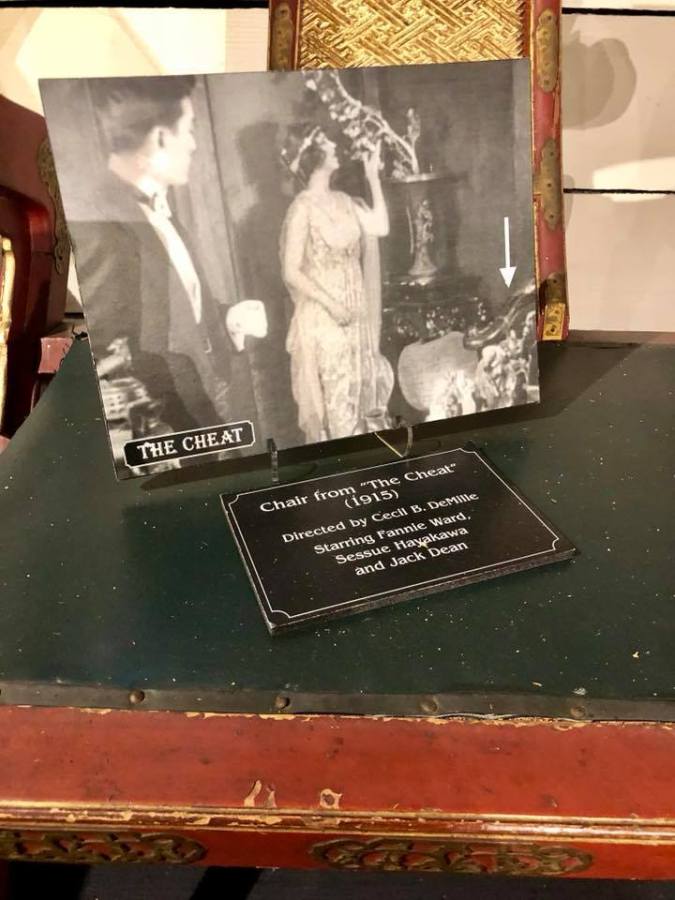 THE CHEAT
Chair from "The Cheat"
(1915)
Directed by Cecil B. DeMille
Starring Fannie Ward,
Sessue Hayakawa
and Jack Dean